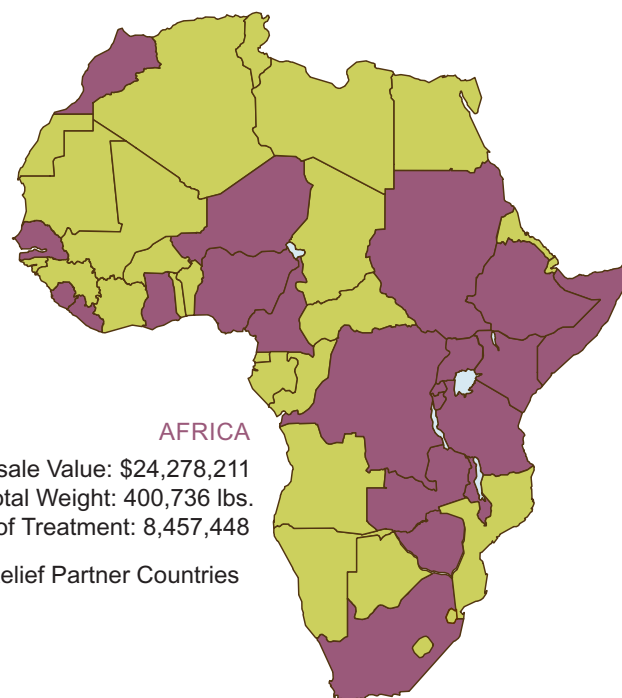 AFRICA
sale Value: $24,278,211
otal Weight: 400,736 lbs.
of Treatment: 8,457,448
elief Partner Countries